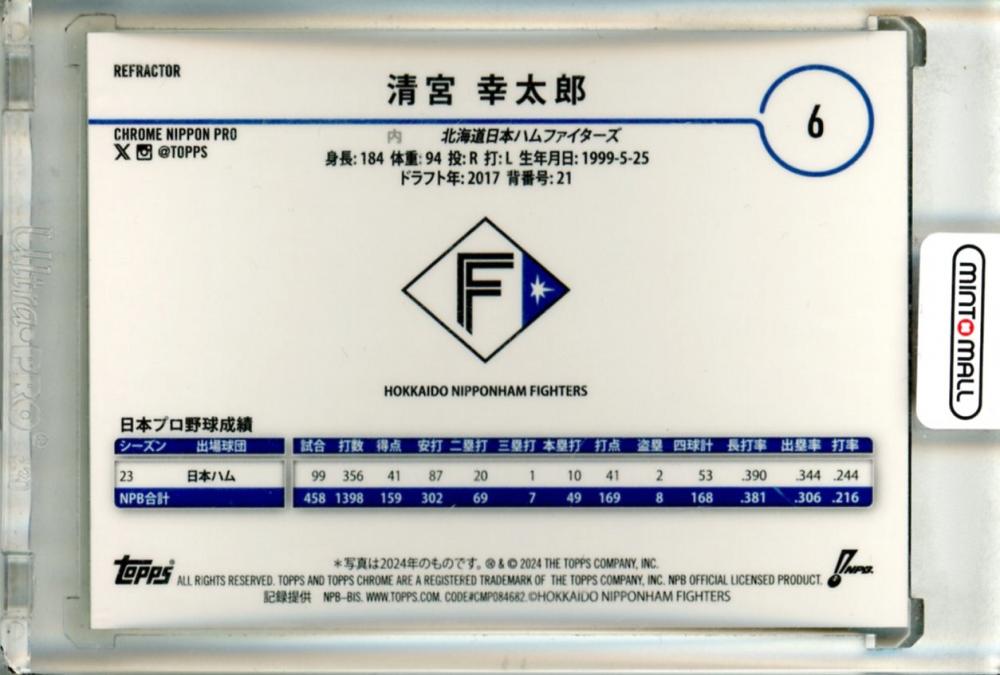 REFRACTOR
清宮 幸太郎
6
CHROME NIPPON PRO
内 北海道日本ハムファイターズ
@TOPPS
身長: 184 体重: 94 投: R 打: L 生年月日: 1999-5-25
ドラフト年: 2017 背番号: 21
F
HOKKAIDO NIPPONHAM FIGHTERS
日本プロ野球成績
シーズン 出場球団 試合 打数 得点 安打 二塁打 三塁打 本塁打 打点 盗塁 四球計 長打率 出塁率 打率
23 日本ハム 99 356 41 87 20 1 10 41 2 53 .390 .344 .244
NPB合計 458 1398 159 302 69 7 49 169 8 168 .381 .306 .216
topps
*写真は2024年のものです。 ® & © 2024 THE TOPPS COMPANY, INC.
ALL RIGHTS RESERVED. TOPPS AND TOPPS CHROME ARE A REGISTERED TRADEMARK OF THE TOPPS COMPANY, INC. NPB OFFICIAL LICENSED PRODUCT.
記録提供 NPB-BIS. WWW.TOPPS.COM. CODE#CMP084682.©HOKKAIDO NIPPONHAM FIGHTERS
NPB.
MINT MALL
Ultra·PRO®